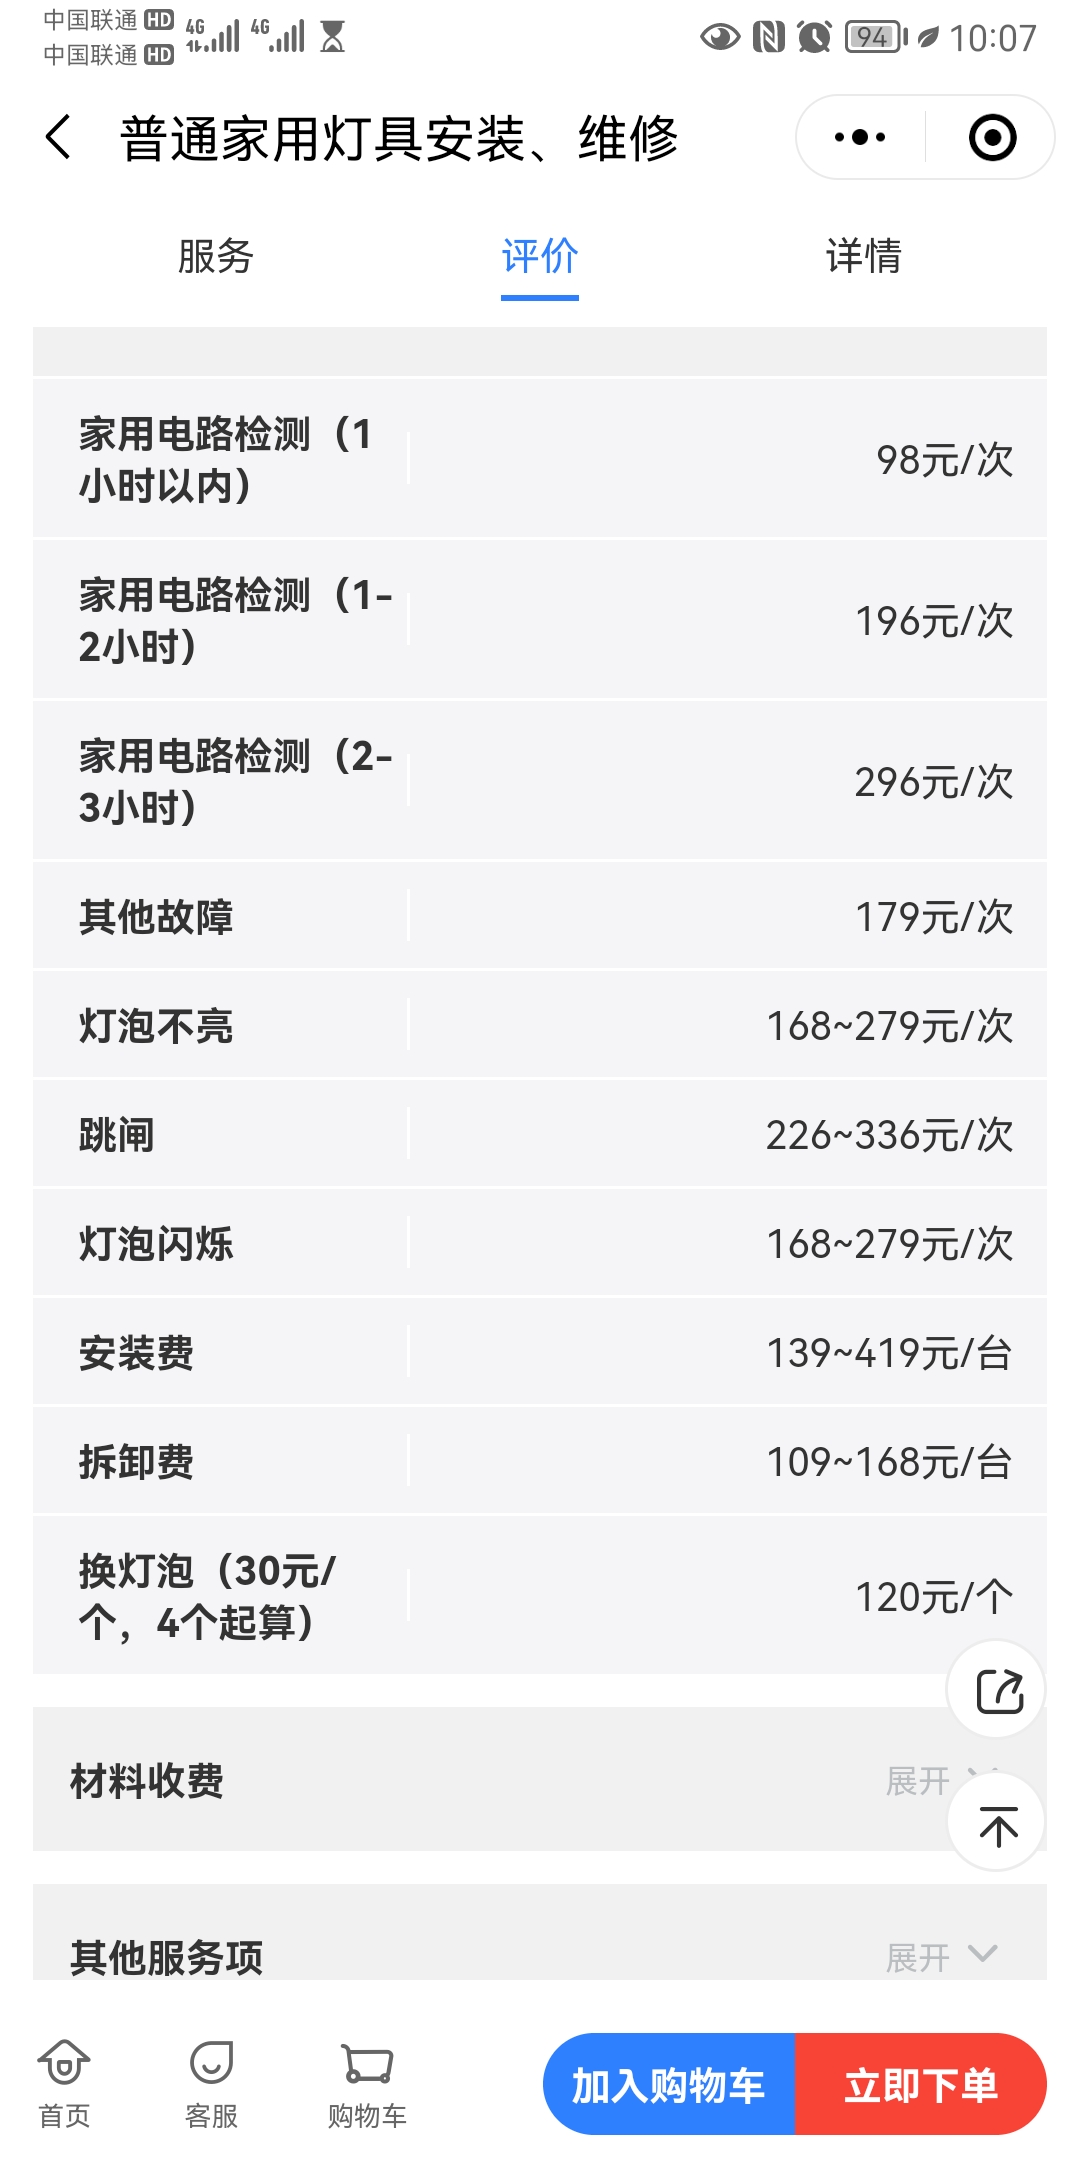 中国联通 HD 4G 4G 94 10:07
中国联通 HD
普通家用灯具安装、维修
服务 评价 详情
家用电路检测（1
小时以内） 98元/次
家用电路检测（1-
2小时） 196元/次
家用电路检测（2-
3小时） 296元/次
其他故障 179元/次
灯泡不亮 168~279元/次
跳闸 226~336元/次
灯泡闪烁 168~279元/次
安装费 139~419元/台
拆卸费 109~168元/台
换灯泡（30元/
个，4个起算） 120元/个
材料收费 展开
其他服务项 展开
首页 客服 购物车 加入购物车 立即下单